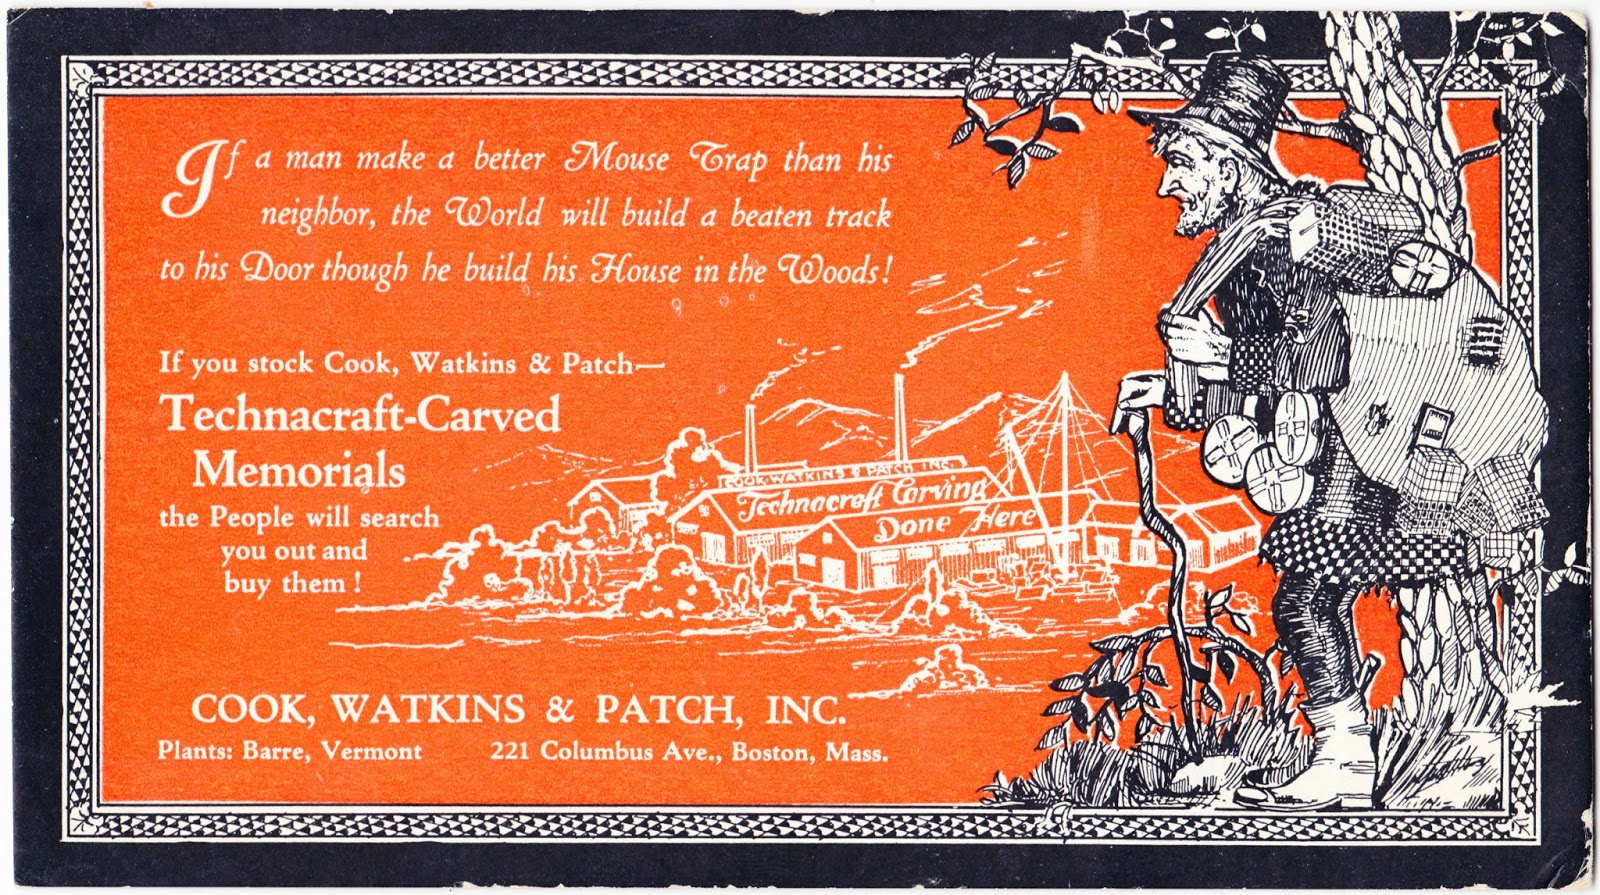 If a man make a better Mouse Trap than his
neighbor, the World will build a beaten track
to his Door though he build his House in the Woods!
If you stock Cook, Watkins & Patch—
Technacraft-Carved
Memorials
the People will search
you out and
buy them!
COOK-WATKINS & PATCH INC.
Technacraft Carving
Done Here
COOK, WATKINS & PATCH, INC.
Plants: Barre, Vermont 221 Columbus Ave., Boston, Mass.